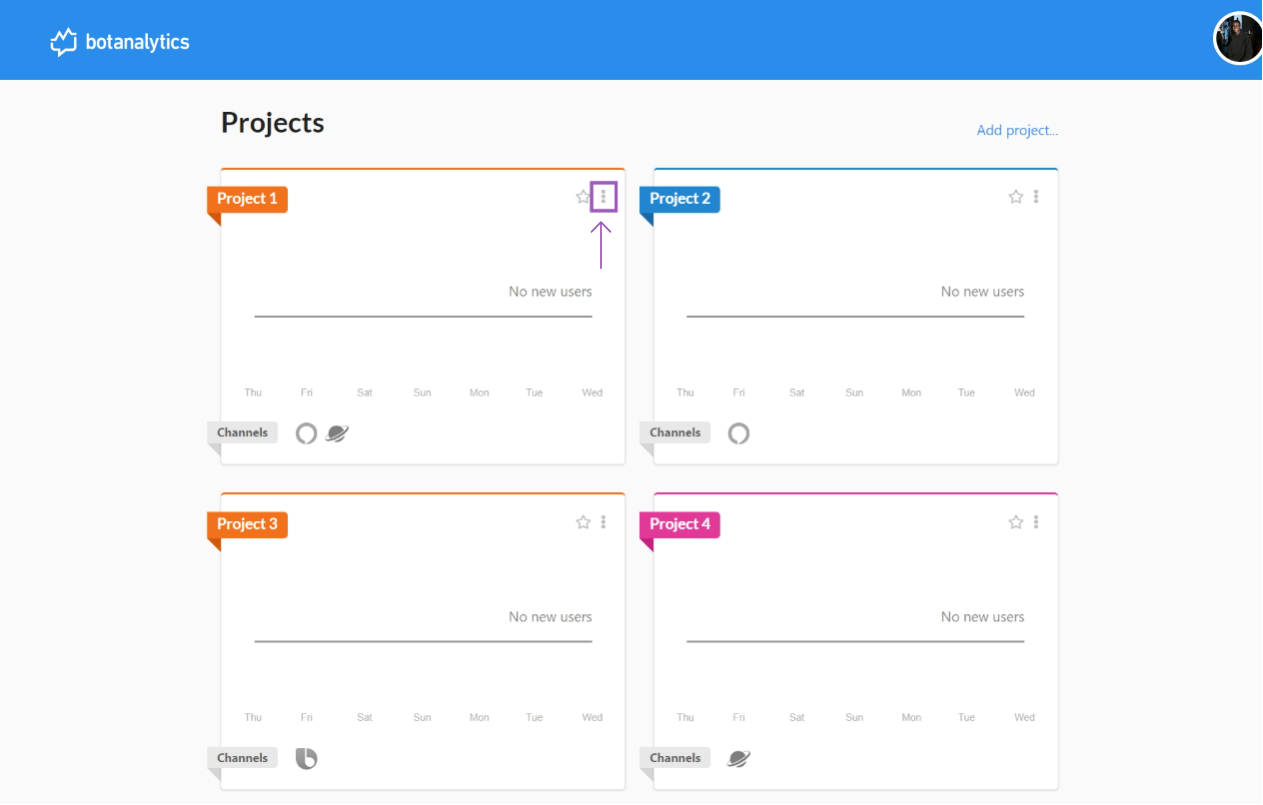 botanalytics
Projects
Add project...
Project 1
Project 2
No new users
No new users
Thu Fri Sat Sun Mon Tue Wed
Thu Fri Sat Sun Mon Tue Wed
Channels
Channels
Project 3
Project 4
No new users
No new users
Thu Fri Sat Sun Mon Tue Wed
Thu Fri Sat Sun Mon Tue Wed
Channels
Channels